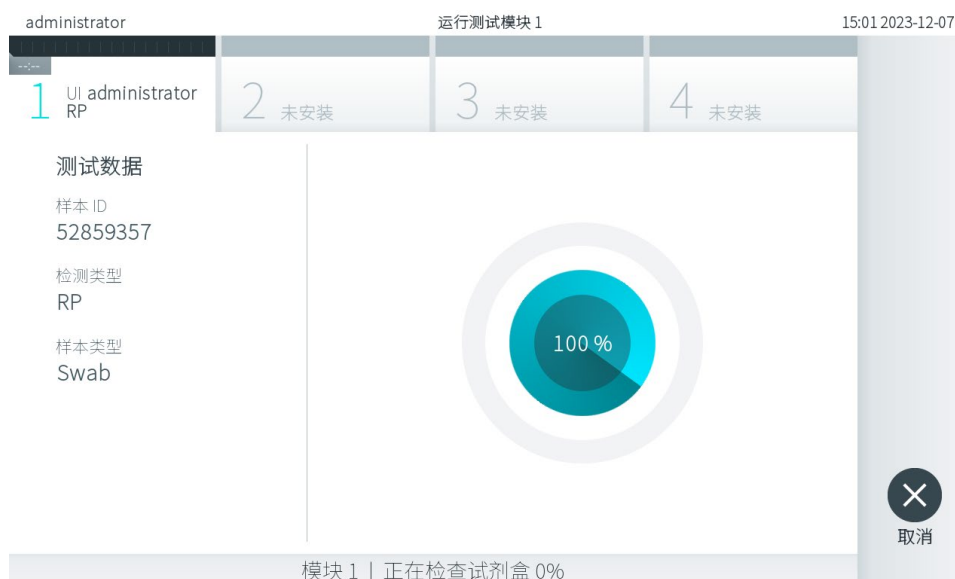 administrator
运行测试模块 1
15:01 2023-12-07
--:--
1 UI administrator
RP
2 未安装
3 未安装
4 未安装
测试数据
样本 ID
52859357
检测类型
RP
样本类型
Swab
100 %
取消
模块 1 | 正在检查试剂盒 0%